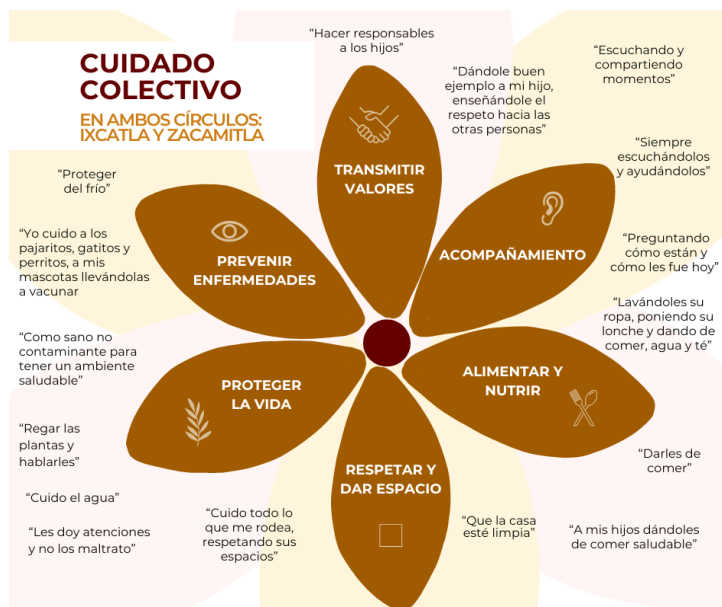 CUIDADO
COLECTIVO
EN AMBOS CÍRCULOS:
IXCATLA Y ZACAMITLA
“Hacer responsables
a los hijos”
“Dándole buen
ejemplo a mi hijo,
enseñándole el
respeto hacia las
otras personas”
“Escuchando y
compartiendo
momentos”
TRANSMITIR
VALORES
“Siempre
escuchándolos
y ayudándolos”
ACOMPAÑAMIENTO
“Preguntando
cómo están y
cómo les fue hoy”
“Lavándoles su
ropa, poniendo su
lonche y dando de
comer, agua y té”
ALIMENTAR Y
NUTRIR
“Darles de
comer”
“A mis hijos dándoles
de comer saludable”
RESPETAR Y
DAR ESPACIO
“Que la casa
esté limpia”
“Cuido todo lo
que me rodea,
respetando sus
espacios”
PROTEGER
LA VIDA
“Como sano no
contaminante para
tener un ambiente
saludable”
“Regar las
plantas y
hablarles”
“Cuido el agua”
“Les doy atenciones
y no los maltrato”
PREVENIR
ENFERMEDADES
“Proteger
del frío”
“Yo cuido a los
pajaritos, gatitos y
perritos, a mis
mascotas llevándolas
a vacunar